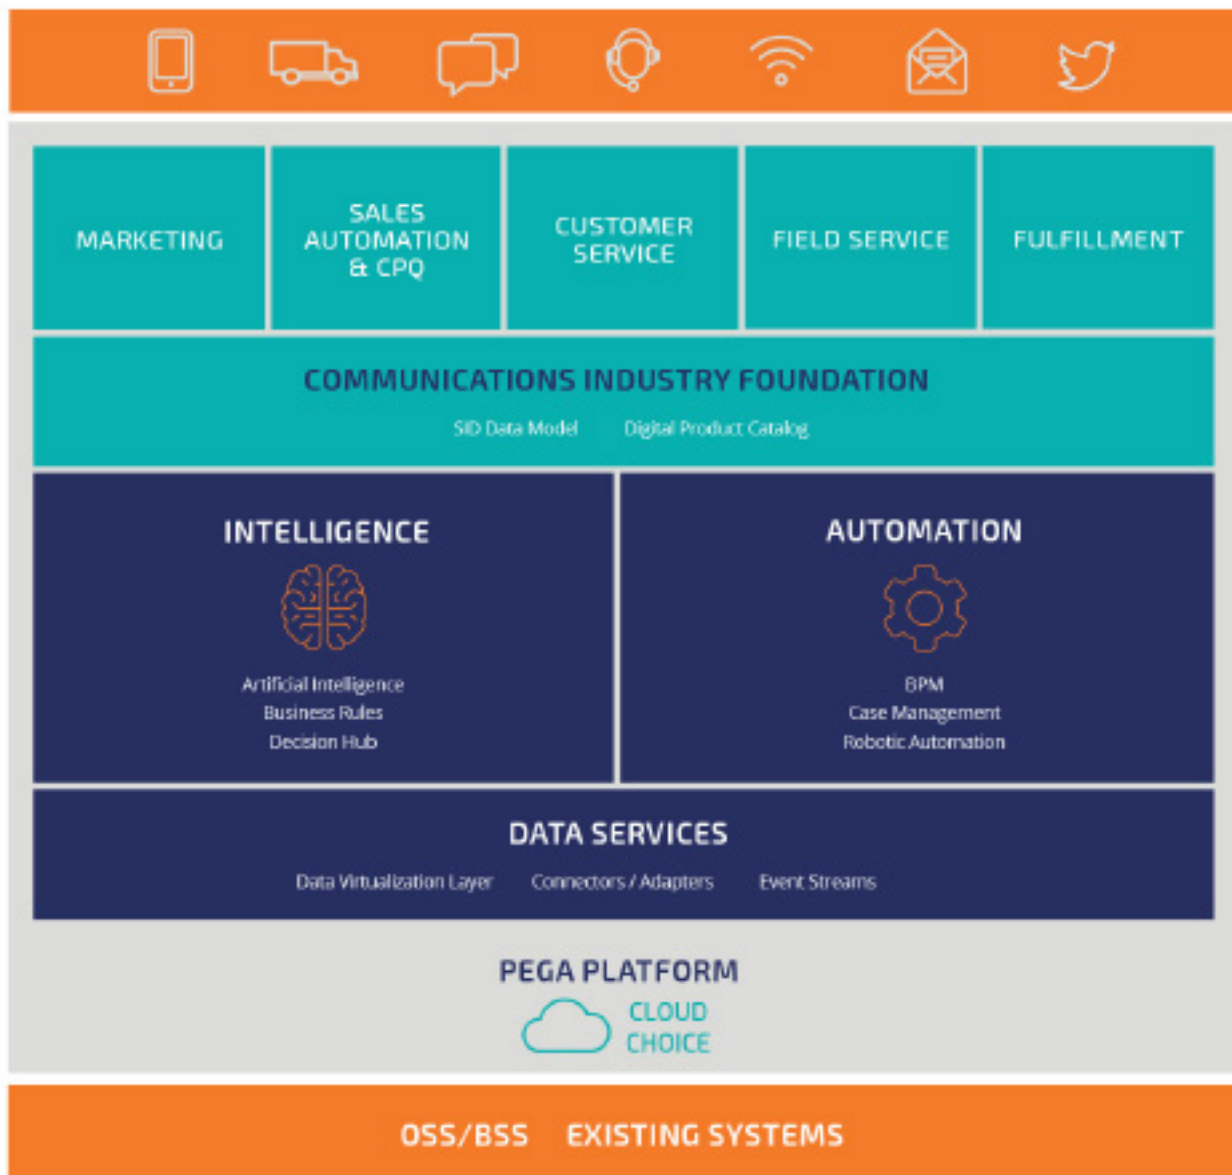 MARKETING
SALES
AUTOMATION
& CPQ
CUSTOMER
SERVICE
FIELD SERVICE
FULFILLMENT
COMMUNICATIONS INDUSTRY FOUNDATION
SID Data Model Digital Product Catalog
INTELLIGENCE
Artificial Intelligence
Business Rules
Decision Hub
AUTOMATION
BPM
Case Management
Robotic Automation
DATA SERVICES
Data Virtualization Layer Connectors / Adapters Event Streams
PEGA PLATFORM
CLOUD
CHOICE
OSS/BSS EXISTING SYSTEMS